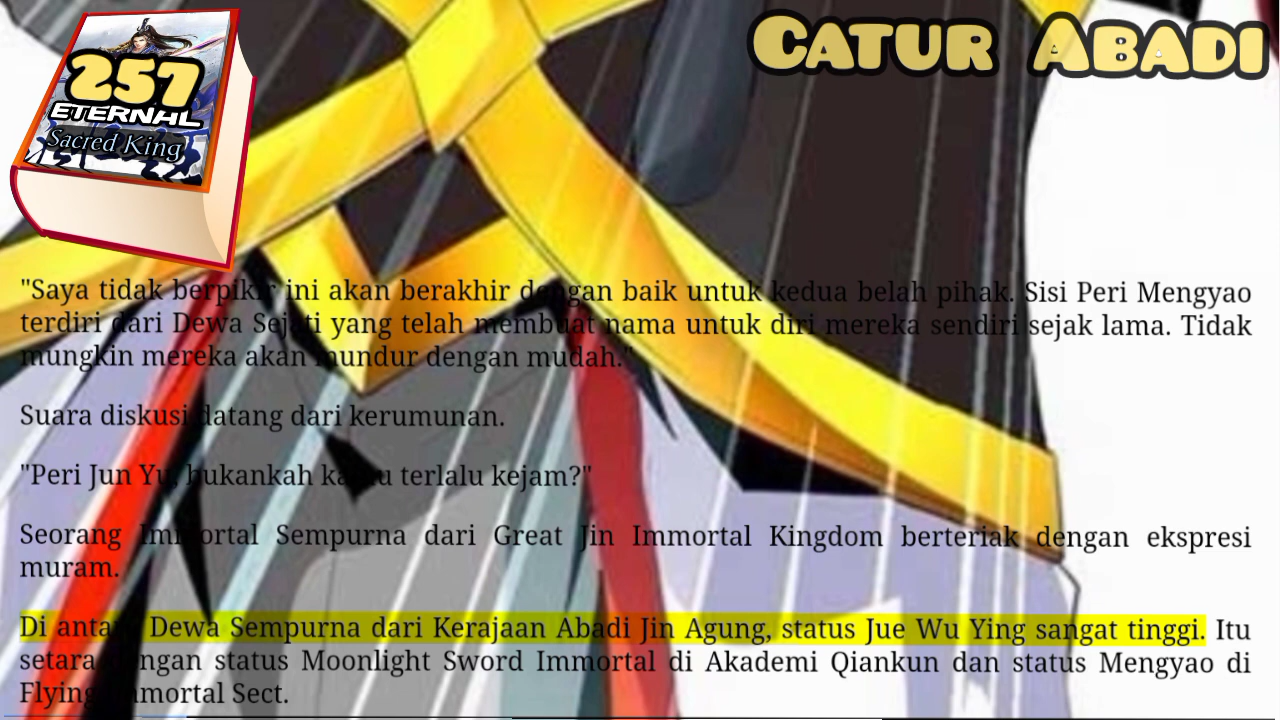 CATUR ABADI
257
ETERNAL
Sacred King
"Saya tidak berpikir ini akan berakhir dengan baik untuk kedua belah pihak. Sisi Peri Mengyao
terdiri dari Dewa Sejati yang telah membuat nama untuk diri mereka sendiri sejak lama. Tidak
mungkin mereka akan mundur dengan mudah."
Suara diskusi datang dari kerumunan.
"Peri Jun Yu, bukankah kamu terlalu kejam?"
Seorang Immortal Sempurna dari Great Jin Immortal Kingdom berteriak dengan ekspresi
muram.
Di antara Dewa Sempurna dari Kerajaan Abadi Jin Agung, status Jue Wu Ying sangat tinggi. Itu
setara dengan status Moonlight Sword Immortal di Akademi Qiankun dan status Mengyao di
Flying Immortal Sect.